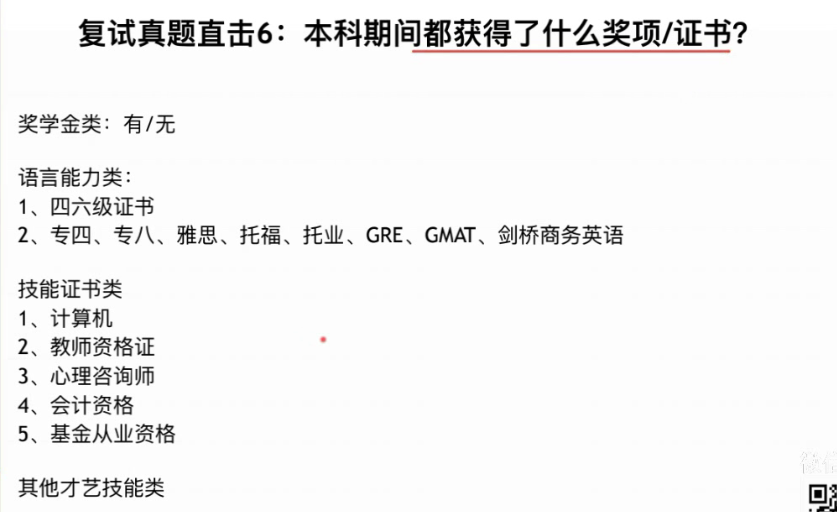 复试真题直击6：本科期间都获得了什么奖项/证书?
奖学金类：有/无
语言能力类：
1、四六级证书
2、专四、专八、雅思、托福、托业、GRE、GMAT、剑桥商务英语
技能证书类
1、计算机
2、教师资格证
3、心理咨询师
4、会计资格
5、基金从业资格
其他才艺技能类